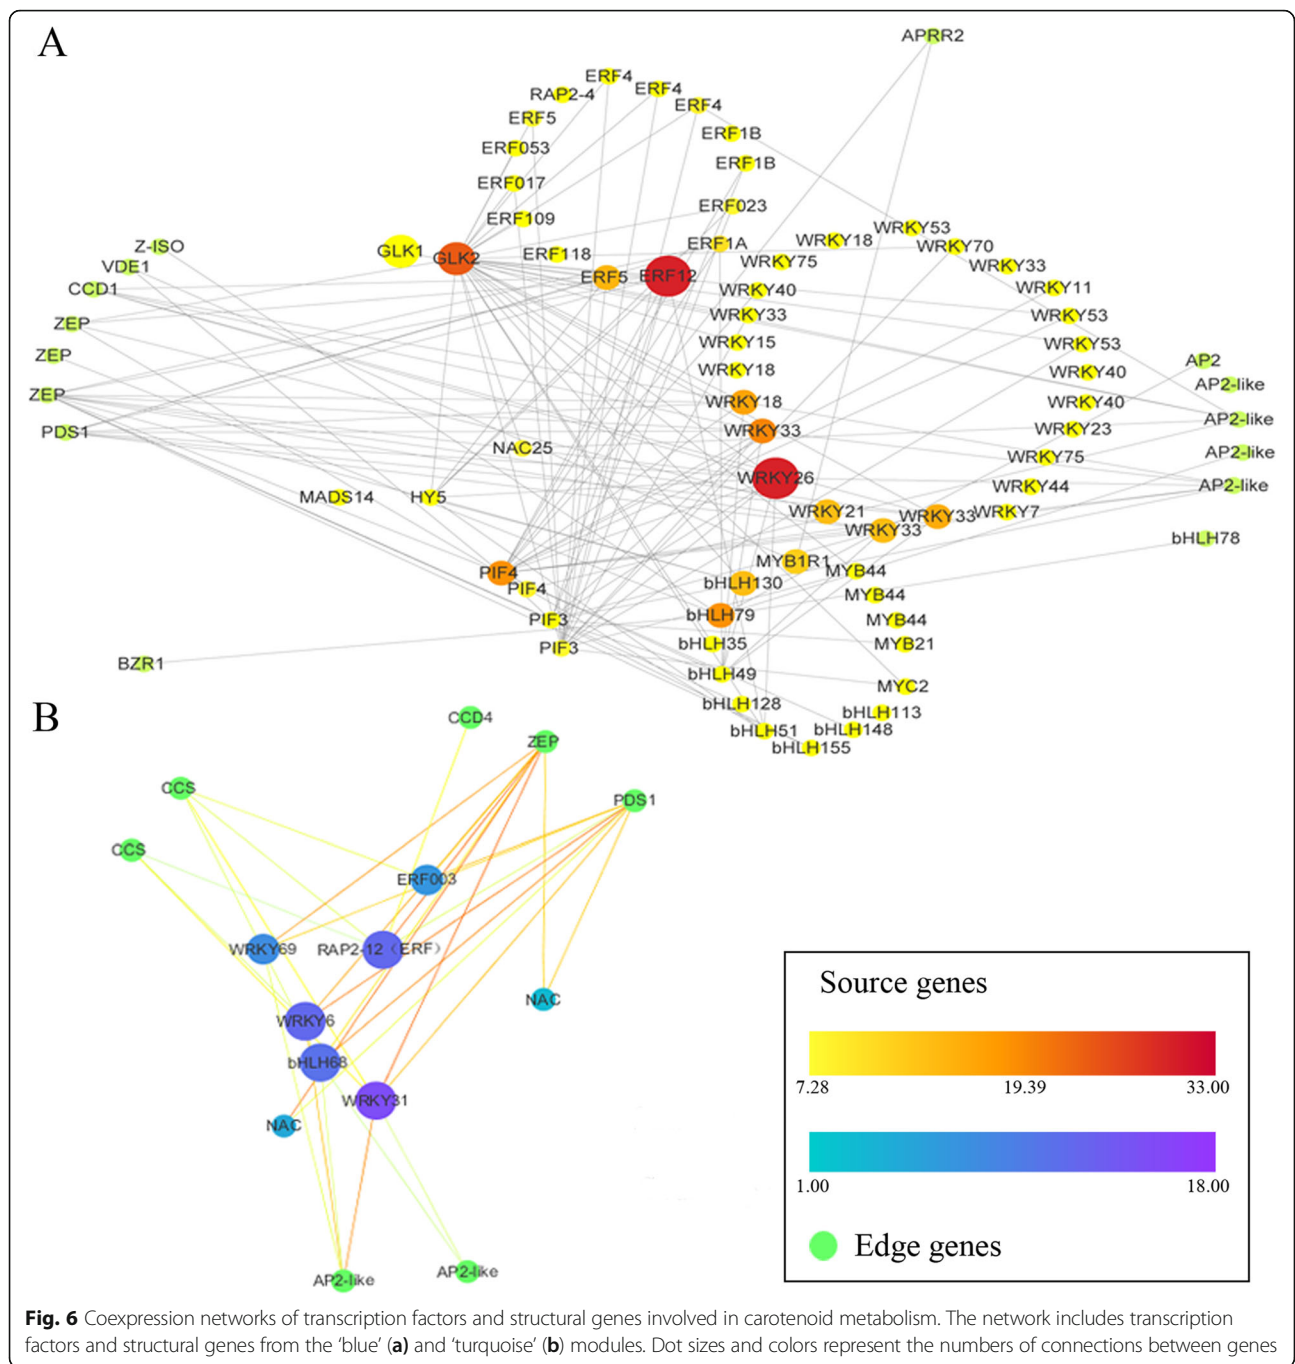 A
APRR2
ERF4
RAP2-4
ERF4
ERF4
ERF5
ERF1B
ERF053
ERF1B
ERF017
ERF023
ERF109
WRKY53
Z-ISO
GLK1
GLK2
ERF118
ERF1A
WRKY18
WRKY70
VDE1
WRKY75
WRKY33
CCD1
ERF5
ERF12
WRKY40
WRKY11
ZEP
WRKY33
WRKY53
ZEP
WRKY15
WRKY53
AP2
WRKY18
WRKY40
AP2-like
ZEP
WRKY18
WRKY40
AP2-like
PDS1
WRKY33
WRKY23
NAC25
WRKY75
AP2-like
WRKY26
WRKY44
AP2-like
MADS14
HY5
WRKY21
WRKY33
WRKY33
WRKY7
bHLH78
PIF4
MYB1R1
MYB44
PIF4
bHLH130
MYB44
PIF3
bHLH79
MYB44
PIF3
bHLH35
MYB21
BZR1
bHLH49
MYC2
bHLH128
bHLH113
bHLH51
bHLH148
bHLH155
B
CCD4
ZEP
CCS
PDS1
CCS
ERF003
WRKY69
RAP2-12（ERF）
NAC
WRKY6
bHLH68
WRKY31
NAC
AP2-like
AP2-like
Source genes
7.28 19.39 33.00
1.00 18.00
Edge genes
Fig. 6 Coexpression networks of transcription factors and structural genes involved in carotenoid metabolism. The network includes transcription
factors and structural genes from the ‘blue’ (a) and ‘turquoise’ (b) modules. Dot sizes and colors represent the numbers of connections between genes